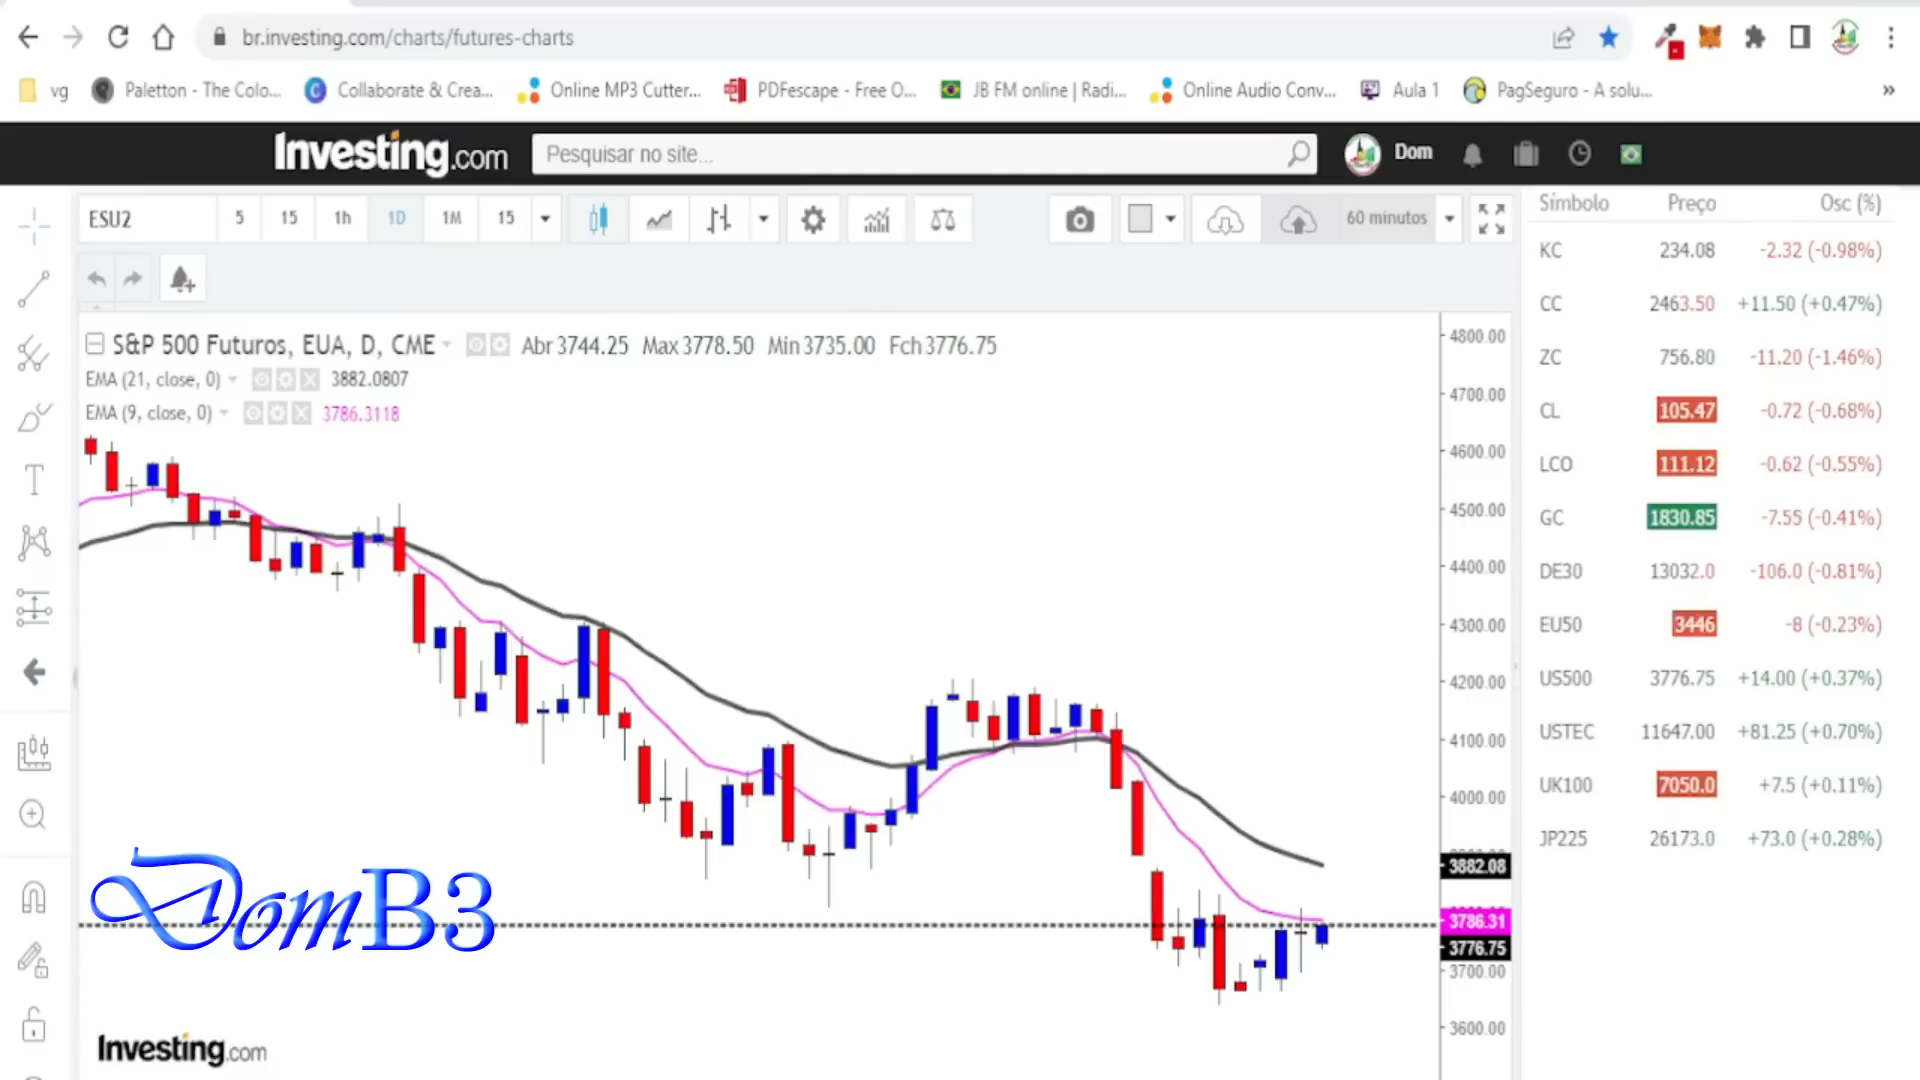 br.investing.com/charts/futures-charts
vg
Paletton - The Colo...
Collaborate & Crea...
Online MP3 Cutter...
PDFescape - Free O...
JB FM online | Radi...
Online Audio Conv...
Aula 1
PagSeguro - A solu...
»
Investing.com
Pesquisar no site...
Dom
ESU2
5
15
1h
1D
1M
15
60 minutos
Símbolo Preço Osc (%)
KC 234.08 -2.32 (-0.98%)
CC 2463.50 +11.50 (+0.47%)
ZC 756.80 -11.20 (-1.46%)
CL 105.47 -0.72 (-0.68%)
LCO 111.12 -0.62 (-0.55%)
GC 1830.85 -7.55 (-0.41%)
DE30 13032.0 -106.0 (-0.81%)
EU50 3446 -8 (-0.23%)
US500 3776.75 +14.00 (+0.37%)
USTEC 11647.00 +81.25 (+0.70%)
UK100 7050.0 +7.5 (+0.11%)
JP225 26173.0 +73.0 (+0.28%)
S&P 500 Futuros, EUA, D, CME Abr 3744.25 Max 3778.50 Min 3735.00 Fch 3776.75
EMA (21, close, 0) 3882.0807
EMA (9, close, 0) 3786.3118
4800.00
4700.00
4600.00
4500.00
4400.00
4300.00
4200.00
4100.00
4000.00
3882.08
3786.31
3776.75
3700.00
3600.00
DomB3
Investing.com